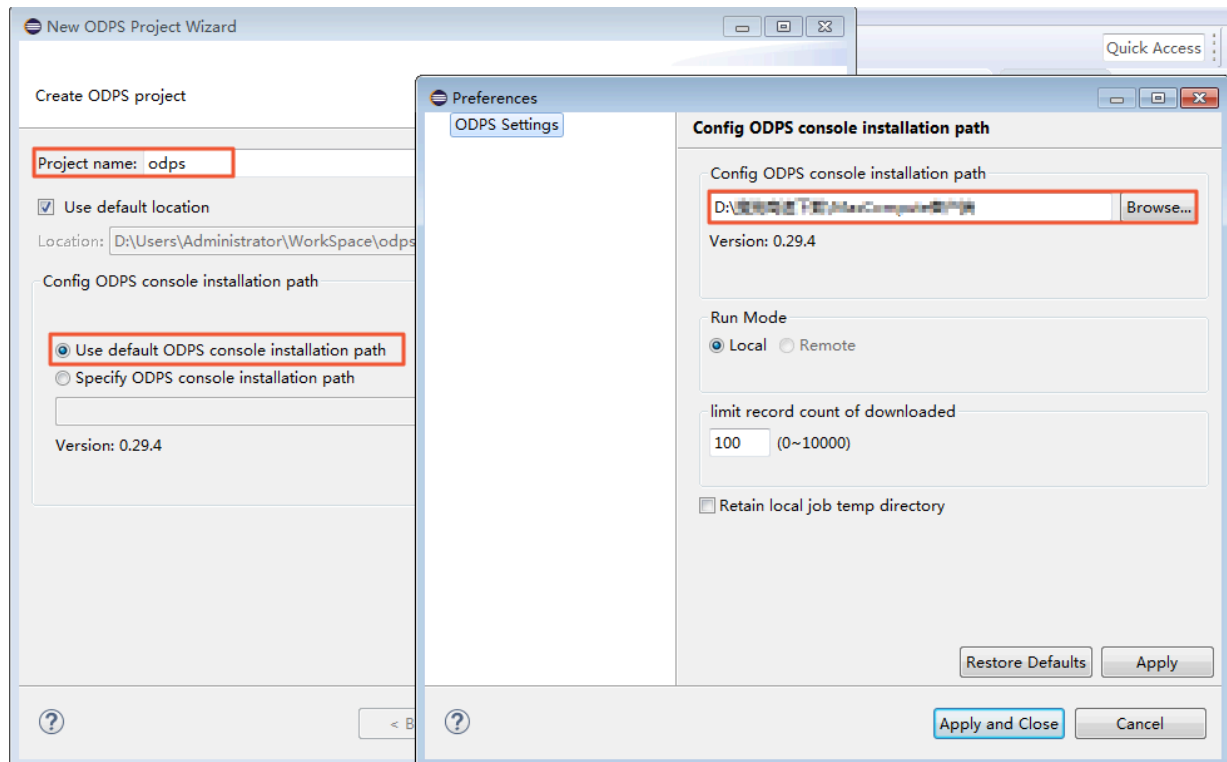 New ODPS Project Wizard
Quick Access
Create ODPS project
Project name: odps
Use default location
Location: D:\Users\Administrator\WorkSpace\odps
Config ODPS console installation path
Use default ODPS console installation path
Specify ODPS console installation path
Version: 0.29.4
< B
Preferences
ODPS Settings
Config ODPS console installation path
Config ODPS console installation path
D:\
Browse...
Version: 0.29.4
Run Mode
Local Remote
limit record count of downloaded
100 (0~10000)
Retain local job temp directory
Restore Defaults Apply
Apply and Close Cancel